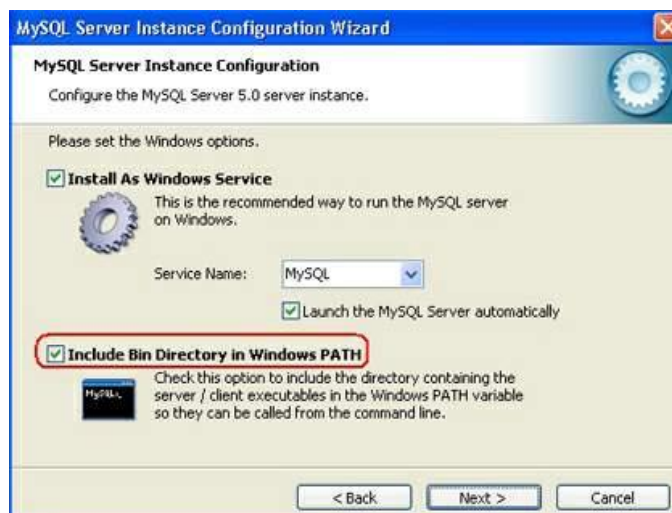 MySQL Server Instance Configuration Wizard
MySQL Server Instance Configuration
Configure the MySQL Server 5.0 server instance.
Please set the Windows options.
Install As Windows Service
This is the recommended way to run the MySQL server
on Windows.
Service Name:
MySQL
Launch the MySQL Server automatically
Include Bin Directory in Windows PATH
Check this option to include the directory containing the
server / client executables in the Windows PATH variable
so they can be called from the command line.
< Back
Next >
Cancel